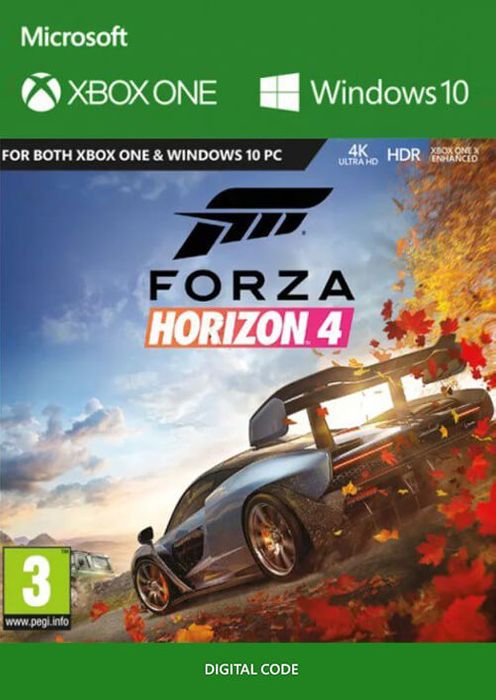 Microsoft
XBOX ONE
Windows 10
FOR BOTH XBOX ONE & WINDOWS 10 PC
4K
ULTRA HD
HDR
XBOX ONE X
ENHANCED
FORZA
HORIZON 4
3
www.pegi.info
DIGITAL CODE